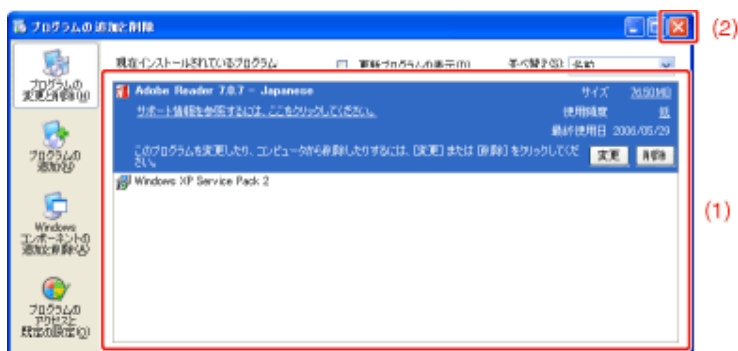 プログラムの追加と削除
(2)
現在インストールされているプログラム
更新プログラムの表示(D)
並べ替え(S):
名前
プログラムの
変更と削除(H)
Adobe Reader 7.0.7 - Japanese
サイズ 76.50MB
サポート情報を参照するには、ここをクリックしてください。
使用頻度 低
最終使用日 2006/05/29
このプログラムを変更したり、コンピュータから削除したりするには、[変更] または [削除] をクリックしてくだ
さい。
変更
削除
プログラムの
追加(N)
Windows XP Service Pack 2
(1)
Windows
コンポーネントの
追加と削除(A)
プログラムの
アクセスと
既定の設定(O)